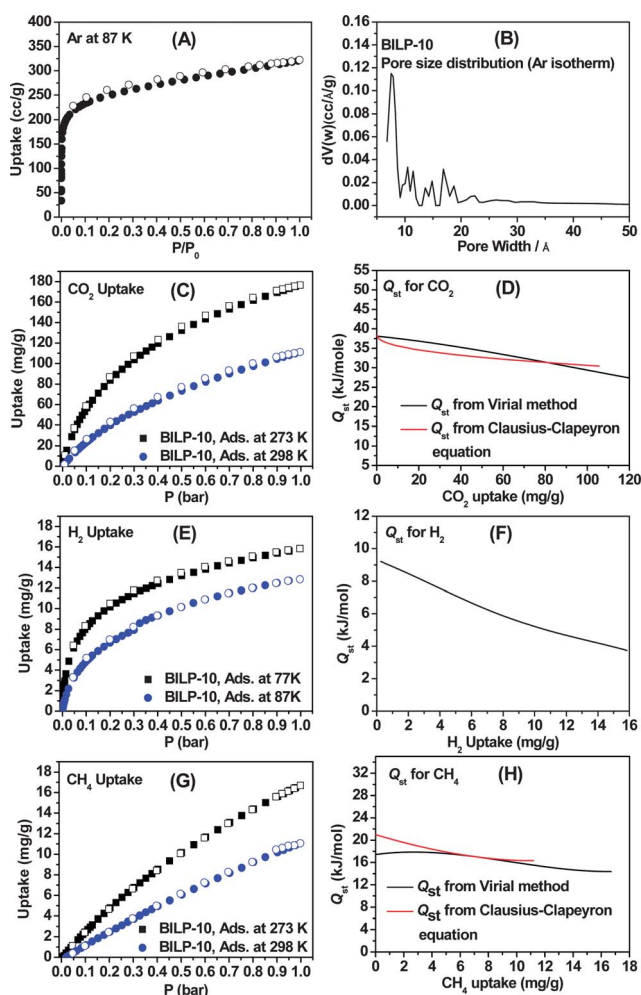 Ar at 87 K
(A)
400
350
300
250
200
150
100
50
0
Uptake (cc/g)
0.0 0.1 0.2 0.3 0.4 0.5 0.6 0.7 0.8 0.9 1.0
P/P₀
BILP-10
(B)
Pore size distribution (Ar isotherm)
0.16
0.14
0.12
0.10
0.08
0.06
0.04
0.02
0.00
dV(w)(cc/Å/g)
10 20 30 40 50
Pore Width / Å
CO₂ Uptake
(C)
180
160
140
120
100
80
60
40
20
0
Uptake (mg/g)
BILP-10, Ads. at 273 K
BILP-10, Ads. at 298 K
0.0 0.1 0.2 0.3 0.4 0.5 0.6 0.7 0.8 0.9 1.0
P (bar)
Qst for CO₂
(D)
50
45
40
35
30
25
20
15
10
5
Qst (kJ/mole)
Qst from Virial method
Qst from Clausius-Clapeyron
equation
0 20 40 60 80 100 120
CO₂ uptake (mg/g)
H₂ Uptake
(E)
18
16
14
12
10
8
6
4
2
0
Uptake (mg/g)
BILP-10, Ads. at 77K
BILP-10, Ads. at 87K
0.0 0.1 0.2 0.3 0.4 0.5 0.6 0.7 0.8 0.9 1.0
P (bar)
Qst for H₂
(F)
12
10
8
6
4
2
0
Qst (kJ/mol)
0 2 4 6 8 10 12 14 16
H₂ Uptake (mg/g)
CH₄ Uptake
(G)
18
16
14
12
10
8
6
4
2
0
Uptake (mg/g)
BILP-10, Ads. at 273 K
BILP-10, Ads. at 298 K
0.0 0.1 0.2 0.3 0.4 0.5 0.6 0.7 0.8 0.9 1.0
P (bar)
Qst for CH₄
(H)
32
28
24
20
16
12
8
4
0
Qst (kJ/mol)
Qst from Virial method
Qst from Clausius-Clapeyron
equation
0 2 4 6 8 10 12 14 16
CH₄ uptake (mg/g)